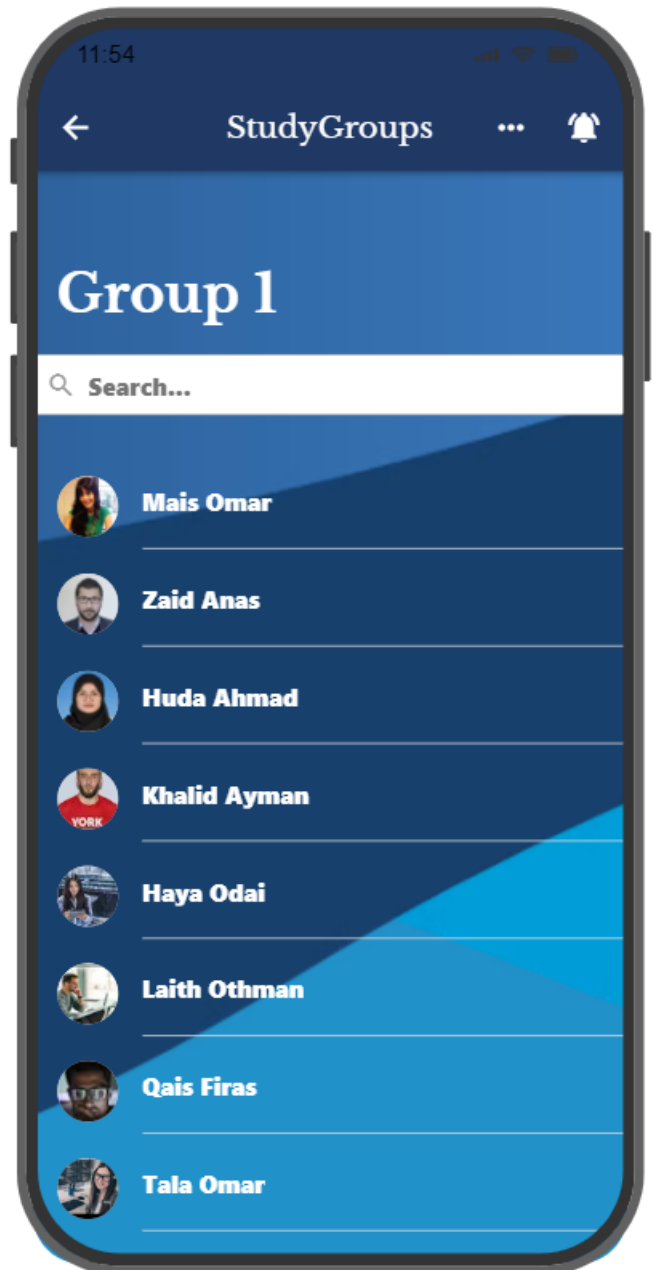 11:54
StudyGroups
Group 1
Search...
Mais Omar
Zaid Anas
Huda Ahmad
Khalid Ayman
YORK
Haya Odai
Laith Othman
Qais Firas
Tala Omar